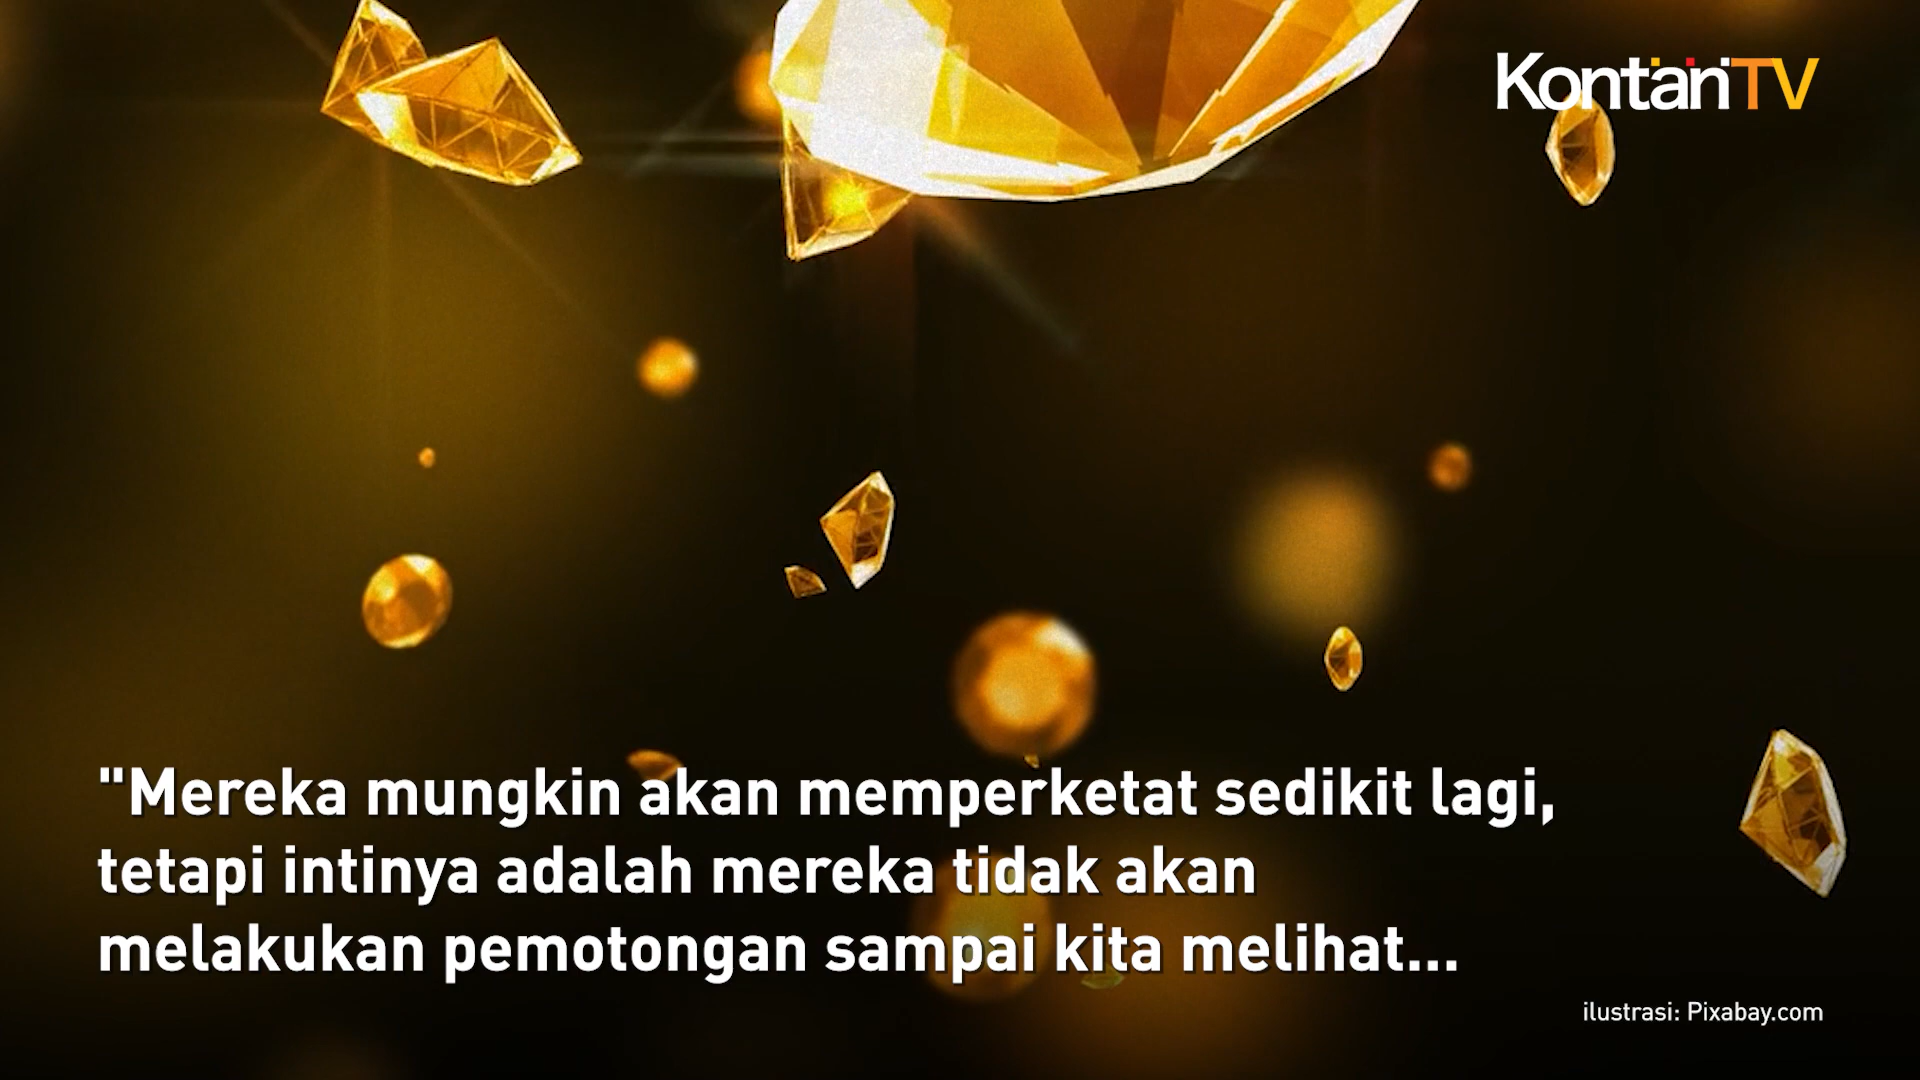 KontanTV
"Mereka mungkin akan memperketat sedikit lagi,
tetapi intinya adalah mereka tidak akan
melakukan pemotongan sampai kita melihat...
ilustrasi: Pixabay.com